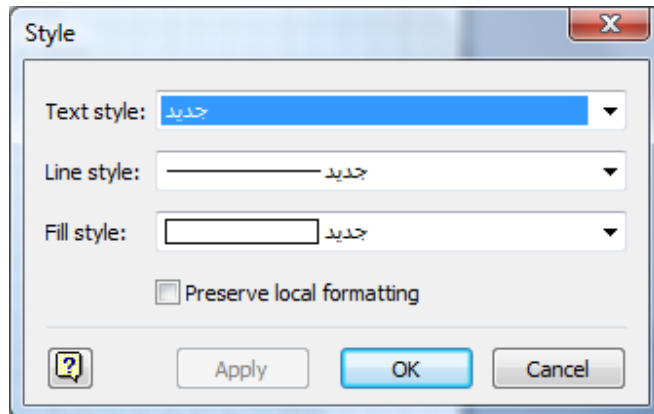 Style
Text style: جديد
Line style: جديد
Fill style: جديد
Preserve local formatting
Apply OK Cancel